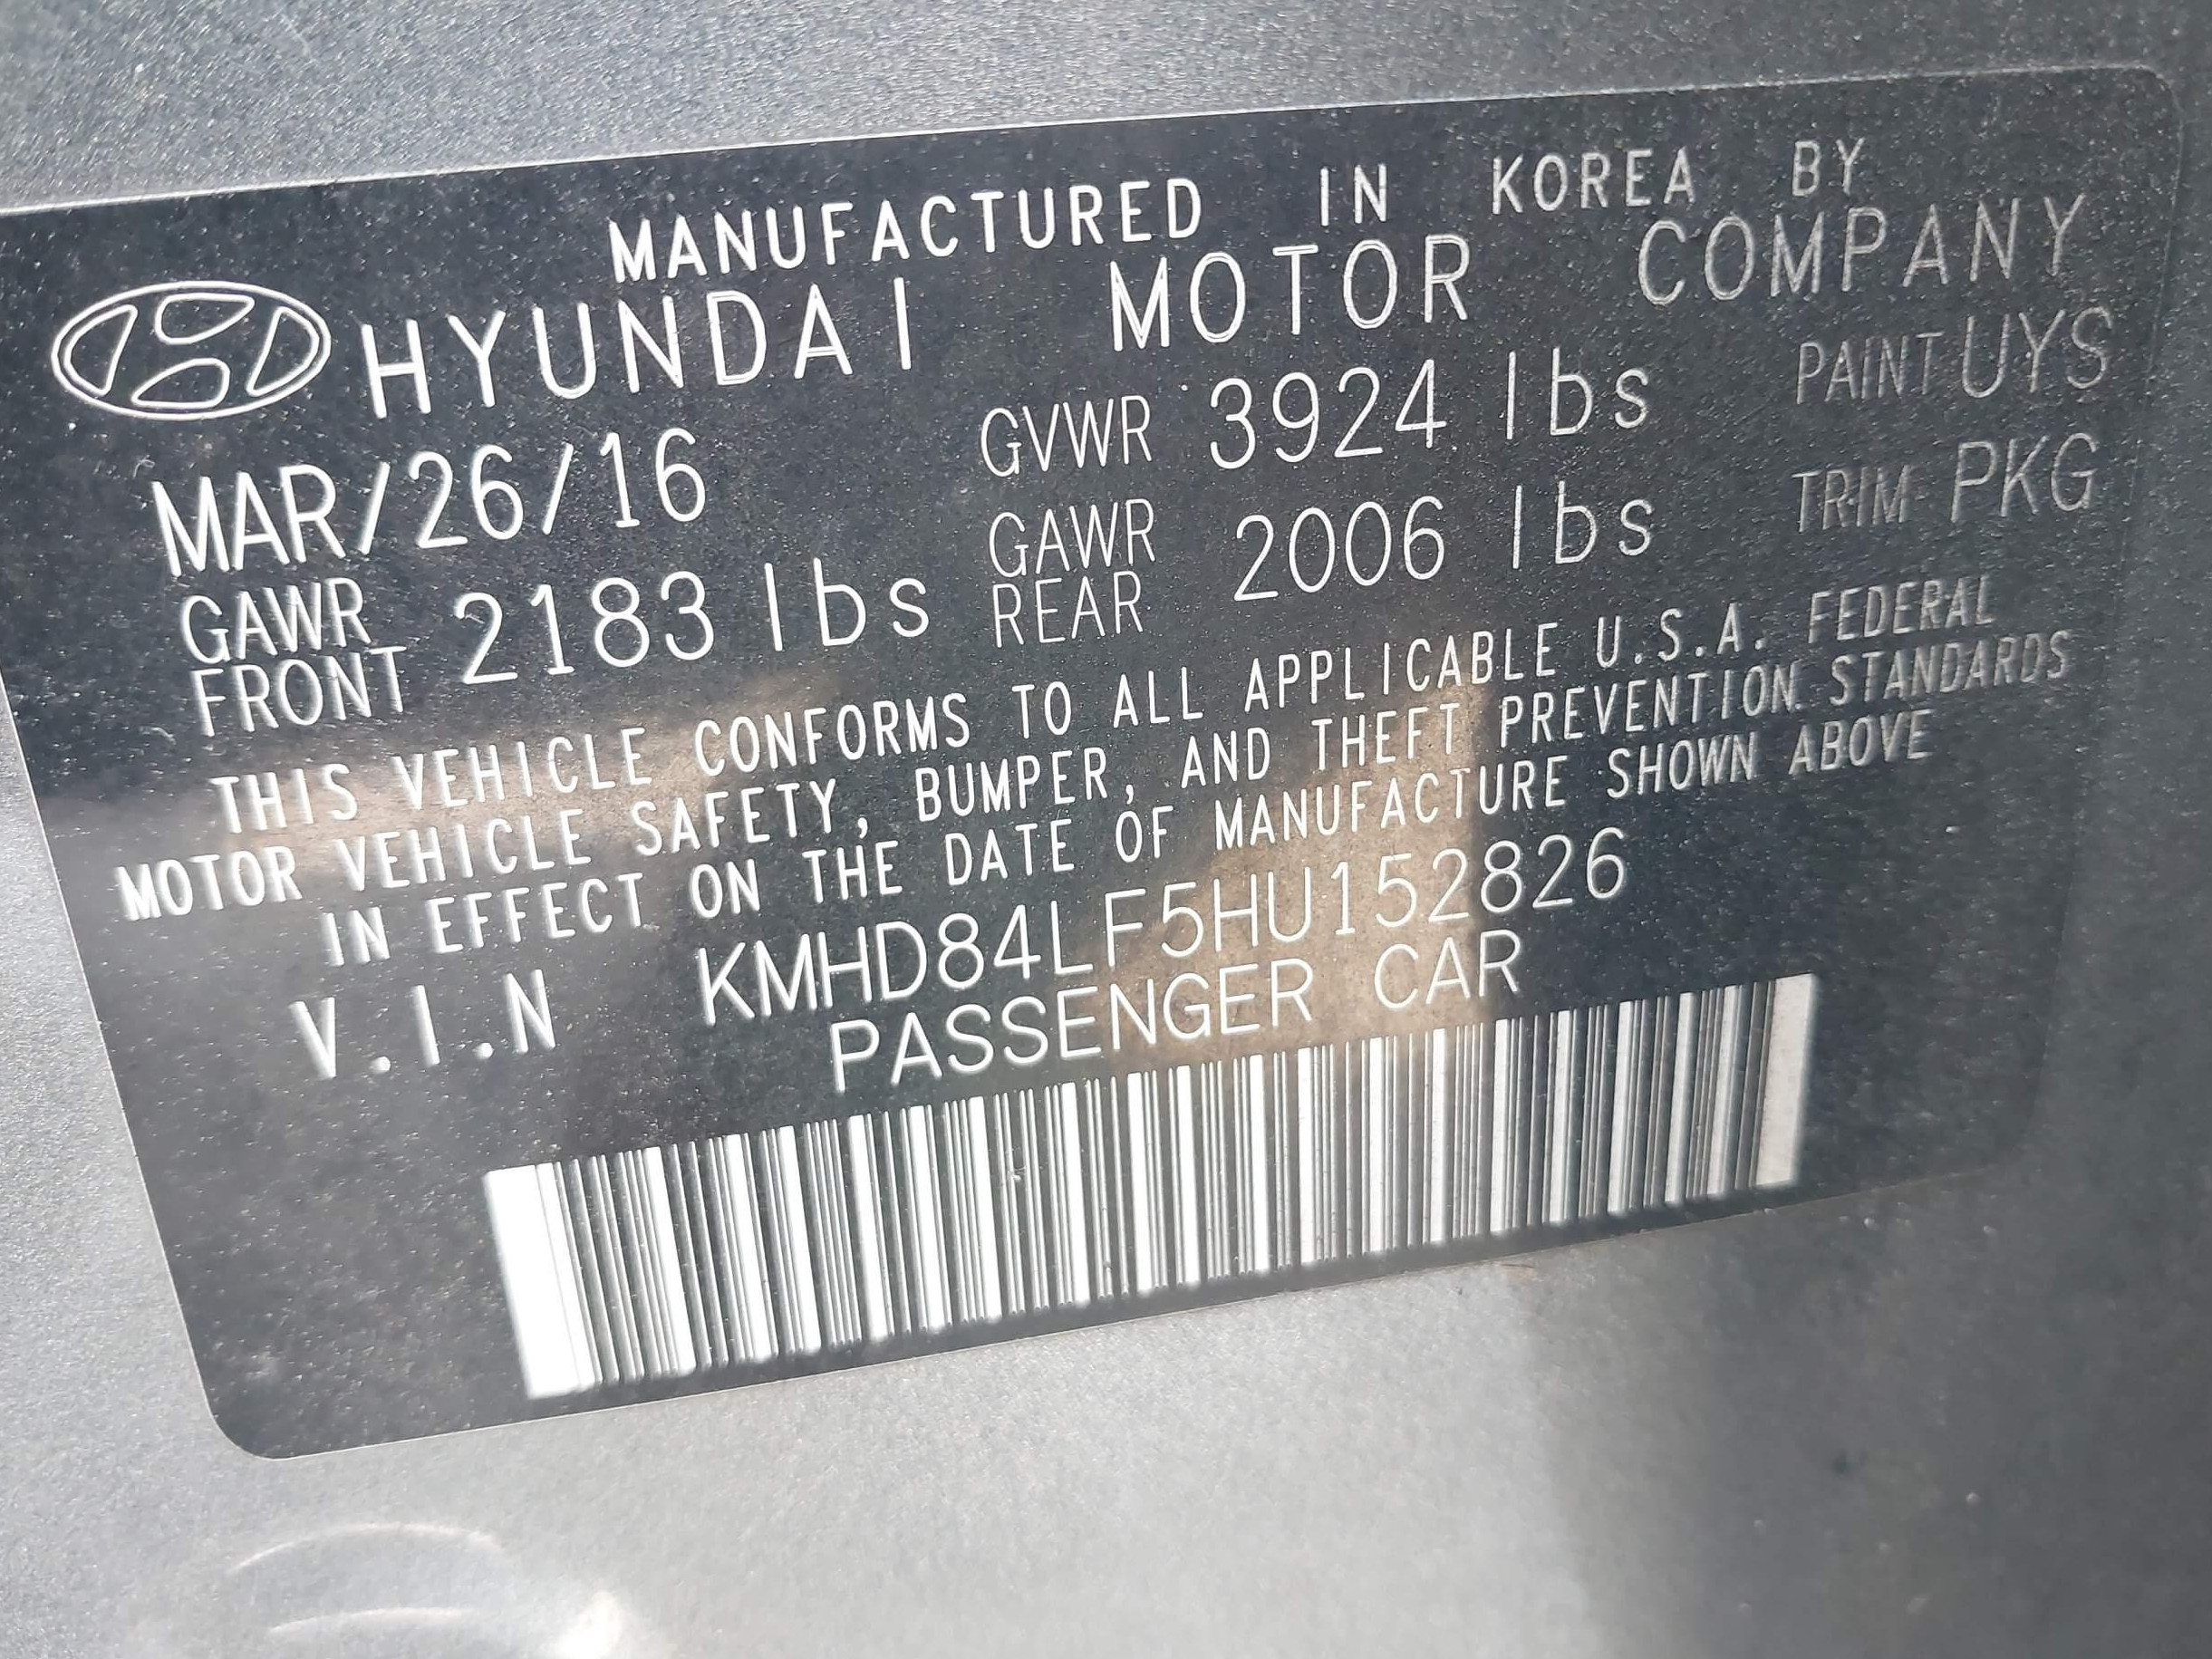 MANUFACTURED IN KOREA BY
HYUNDAI MOTOR COMPANY
MAR/26/16 GVWR 3924 lbs PAINT UYS
GAWR FRONT 2183 lbs GAWR REAR 2006 lbs TRIM PKG
THIS VEHICLE CONFORMS TO ALL APPLICABLE U.S.A. FEDERAL
MOTOR VEHICLE SAFETY, BUMPER, AND THEFT PREVENTION STANDARDS
IN EFFECT ON THE DATE OF MANUFACTURE SHOWN ABOVE
V.I.N KMHD84LF5HU152826
PASSENGER CAR